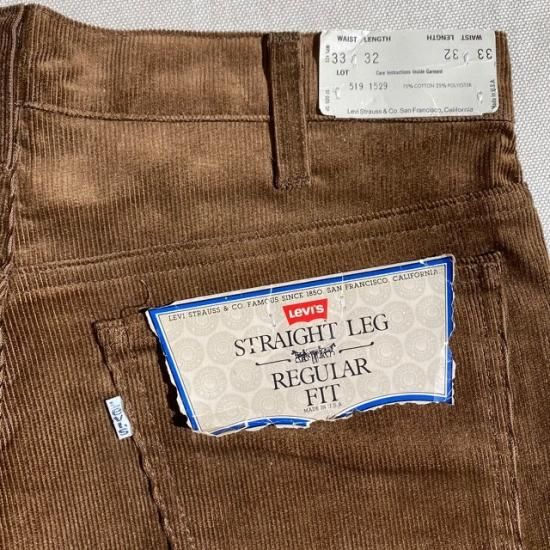 WAIST LENGTH
33 32
LOT Care Instructions Inside Garment
519 1529 75% COTTON 25% POLYESTER
Levi Strauss & Co. San Francisco, California
WAIST LENGTH
33 32
Made in U.S.A.
LEVI STRAUSS & CO. FAMOUS SINCE 1850. SAN FRANCISCO, CALIFORNIA
LEVI'S
STRAIGHT LEG
REGULAR
FIT
MADE IN U.S.A.
LEVI'S